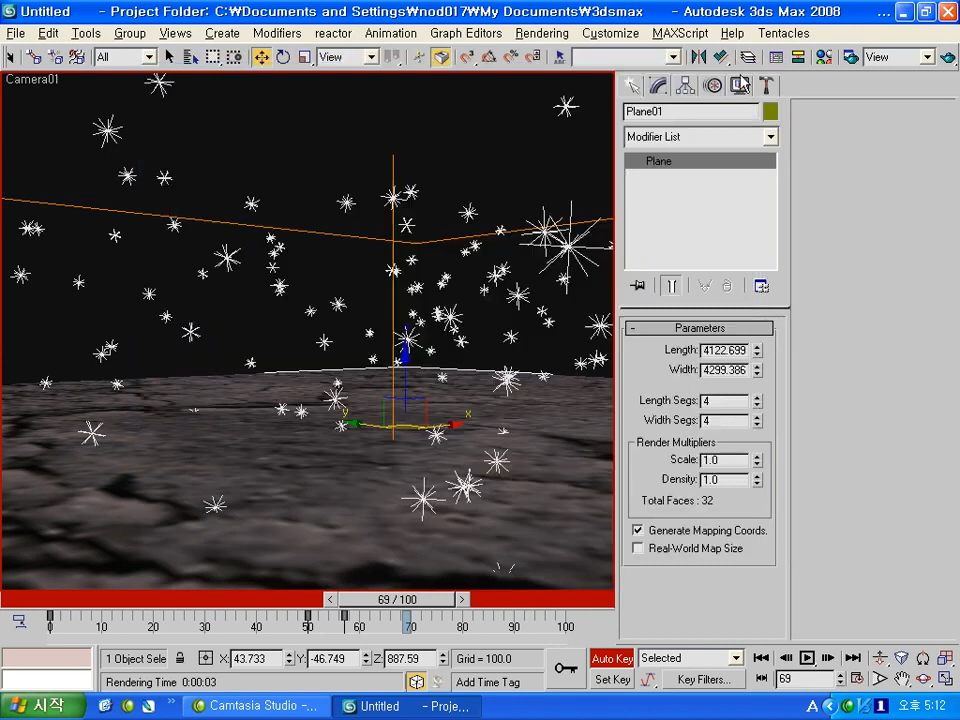 Untitled - Project Folder: C:₩Documents and Settings₩nod017₩My Documents₩3dsmax - Autodesk 3ds Max 2008 ...
File Edit Tools Group Views Create Modifiers reactor Animation Graph Editors Rendering Customize MAXScript Help Tentacles
All View View
Camera01
Plane01
Modifier List
Plane
- Parameters
Length: 4122.699
Width: 4299.386
Length Segs: 4
Width Segs: 4
Render Multipliers
Scale: 1.0
Density: 1.0
Total Faces : 32
Generate Mapping Coords.
Real-World Map Size
z
y x
< 69 / 100 >
0 10 20 30 40 50 60 70 80 90 100
1 Object Sele X: 43.733 Y: -46.749 Z: 887.59 Grid = 100.0 Auto Key Selected
Rendering Time 0:00:03 Add Time Tag Set Key Key Filters... 69
시작 Camtasia Studio - ... Untitled - Proje... A 오후 5:12